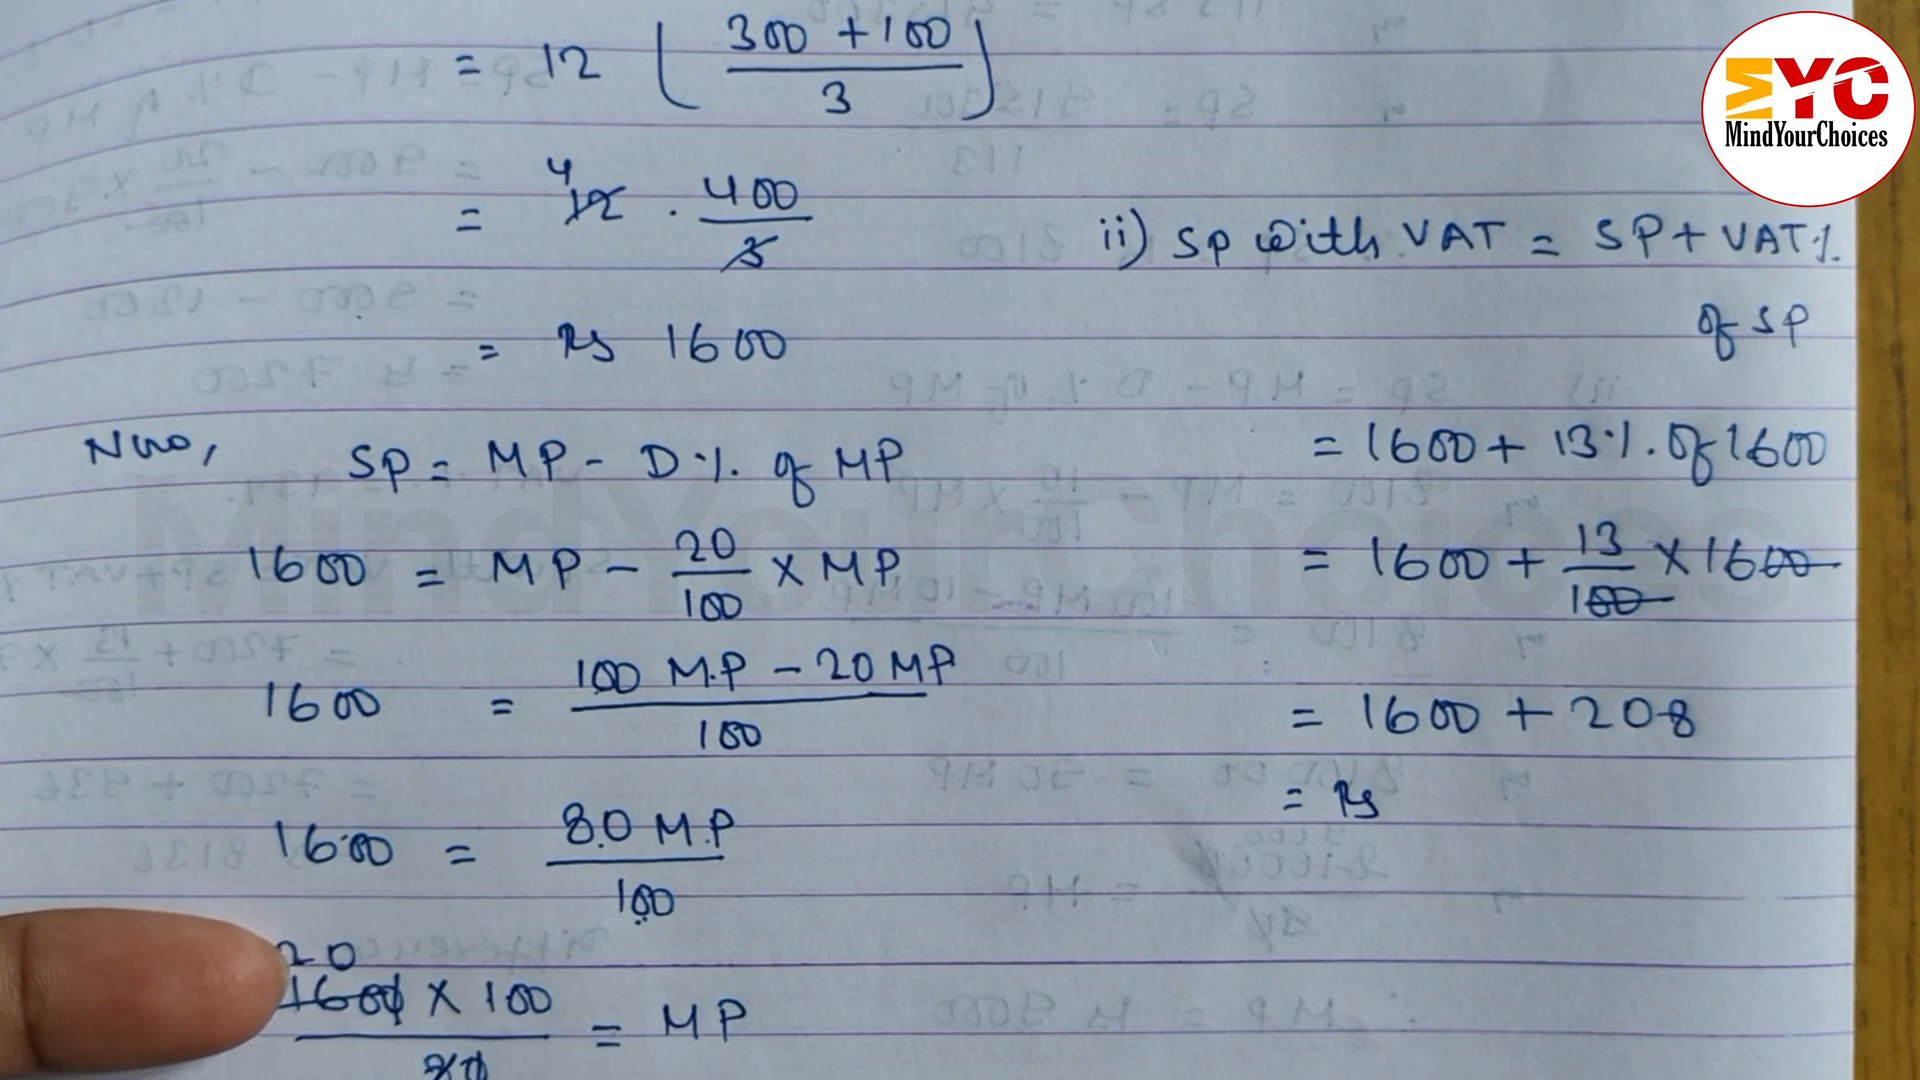 = 12 ( 300 + 100 / 3 )
= 4 12 . 400 / 3
= Rs 1600
Now, SP = MP - D%. of MP
1600 = MP - 20/100 × MP
1600 = 100 M.P - 20 MP / 100
1600 = 80 M.P / 100
20
1600 × 100 / 80 = MP
ii) SP with VAT = SP + VAT%.
of SP
= 1600 + 13%. of 1600
= 1600 + 13/100 × 1600
= 1600 + 208
= Rs
MYC
MindYourChoices
MindYourChoices